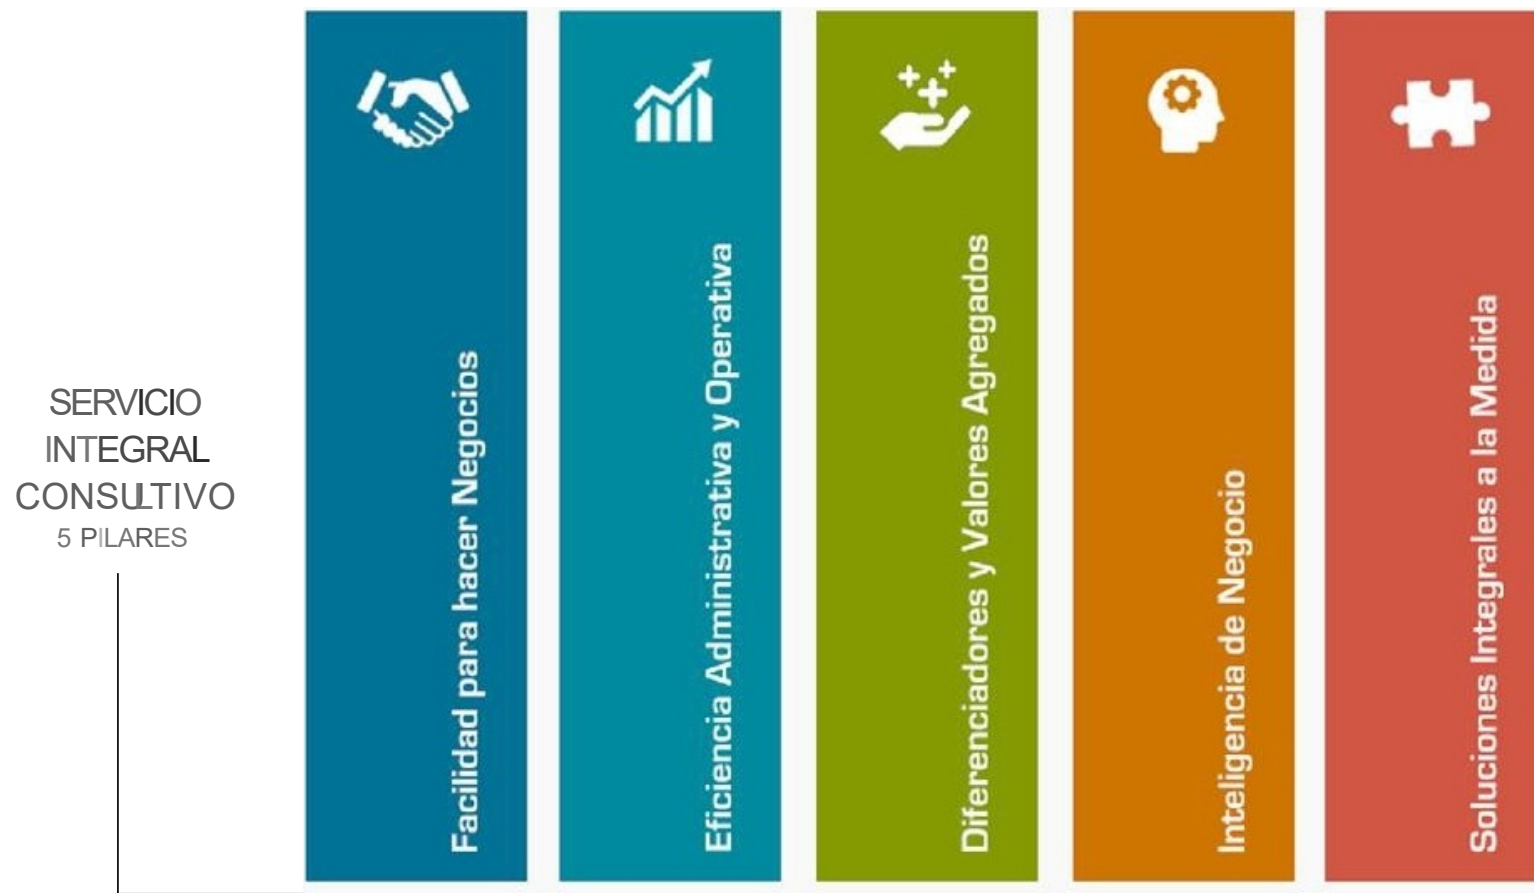 SERVICIO
INTEGRAL
CONSULTIVO
5 PILARES
Facilidad para hacer Negocios
Eficiencia Administrativa y Operativa
Diferenciadores y Valores Agregados
Inteligencia de Negocio
Soluciones Integrales a la Medida